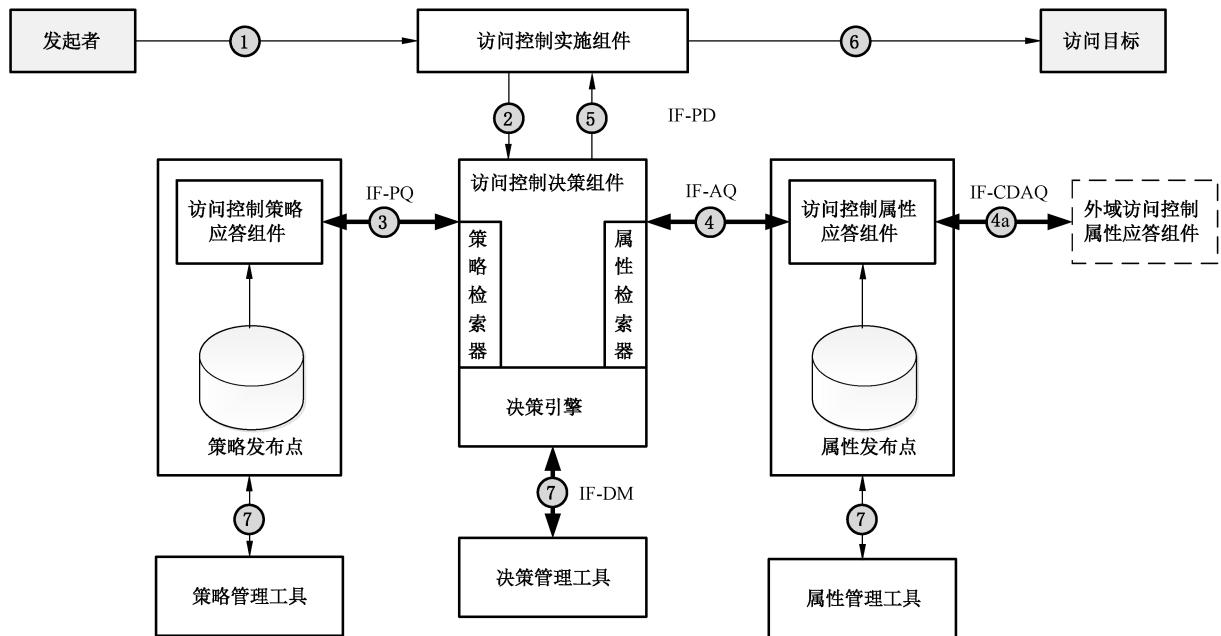 发起者
1
访问控制实施组件
6
访问目标
2
5
IF-PD
访问控制策略
应答组件
IF-PQ
3
访问控制决策组件
策略检索器
属性检索器
IF-AQ
4
访问控制属性
应答组件
IF-CDAQ
4a
外域访问控制
属性应答组件
决策引擎
策略发布点
属性发布点
7
7
IF-DM
7
策略管理工具
决策管理工具
属性管理工具